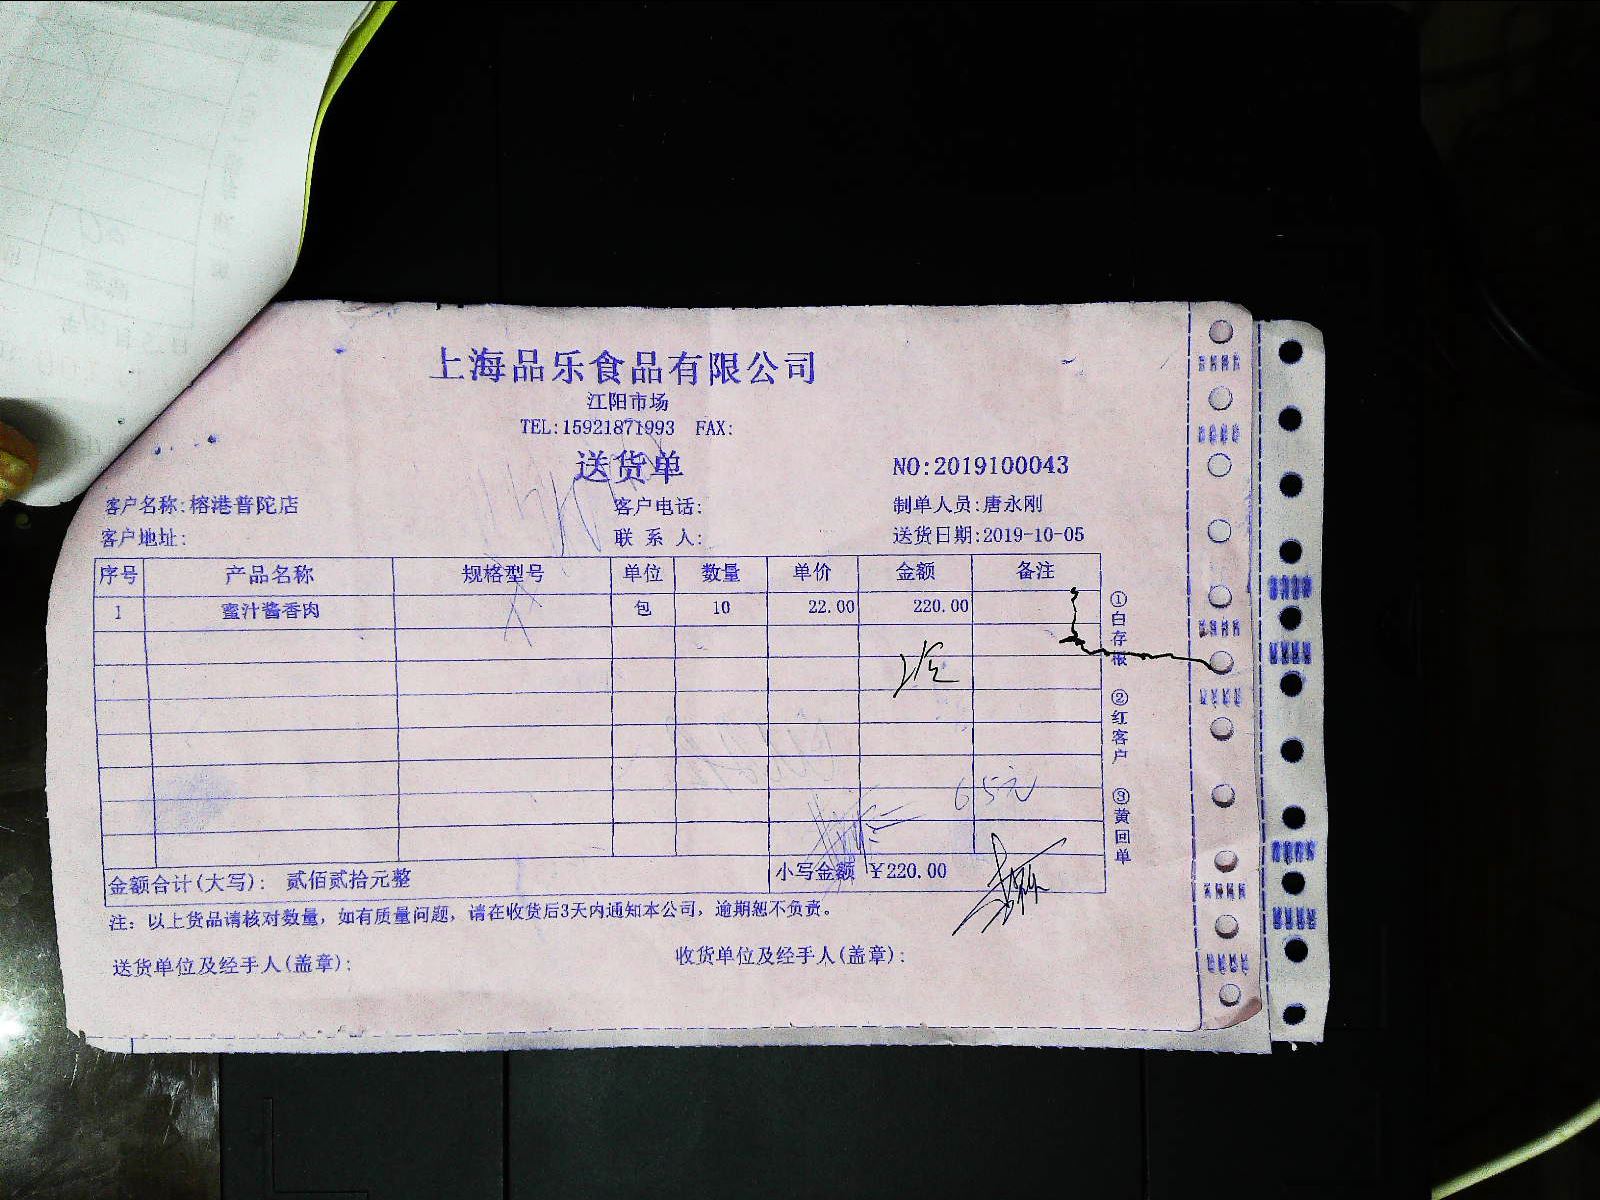 上海品乐食品有限公司
江阳市场
TEL:15921871993 FAX:
送货单
NO:2019100043
客户名称:榕港普陀店 客户电话: 制单人员:唐永刚
客户地址: 联系人: 送货日期:2019-10-05
序号 产品名称 规格型号 单位 数量 单价 金额 备注
1 蜜汁酱香肉 包 10 22.00 220.00
65元
金额合计(大写): 贰佰贰拾元整 小写金额 ¥220.00
注: 以上货品请核对数量, 如有质量问题, 请在收货后3天内通知本公司, 逾期恕不负责。
送货单位及经手人(盖章): 收货单位及经手人(盖章):
①白存根 ②红客户 ③黄回单